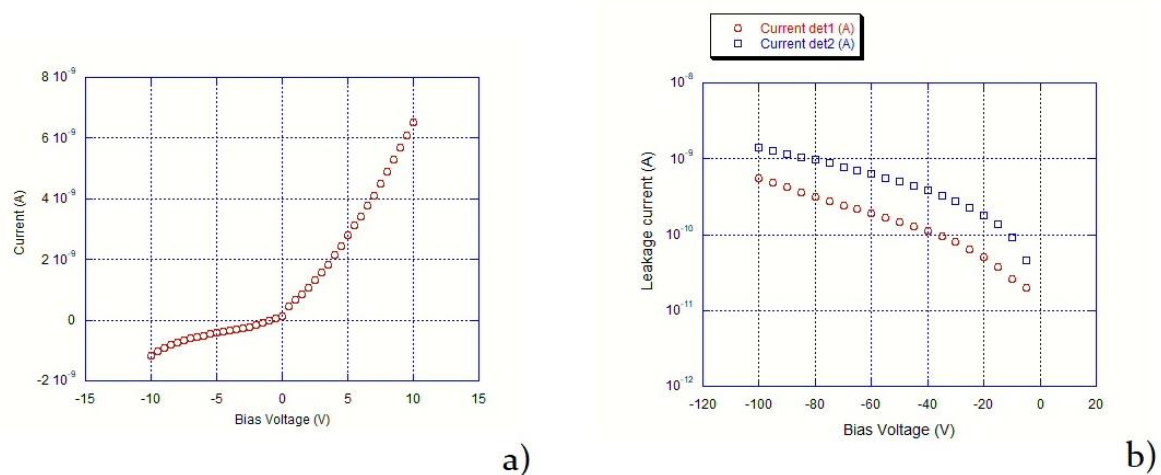 8 10⁻⁹
6 10⁻⁹
4 10⁻⁹
2 10⁻⁹
0
-2 10⁻⁹
Current (A)
-15 -10 -5 0 5 10 15
Bias Voltage (V)
a)
Current det1 (A)
Current det2 (A)
10⁻⁸
10⁻⁹
10⁻¹⁰
10⁻¹¹
10⁻¹²
Leakage current (A)
-120 -100 -80 -60 -40 -20 0 20
Bias Voltage (V)
b)